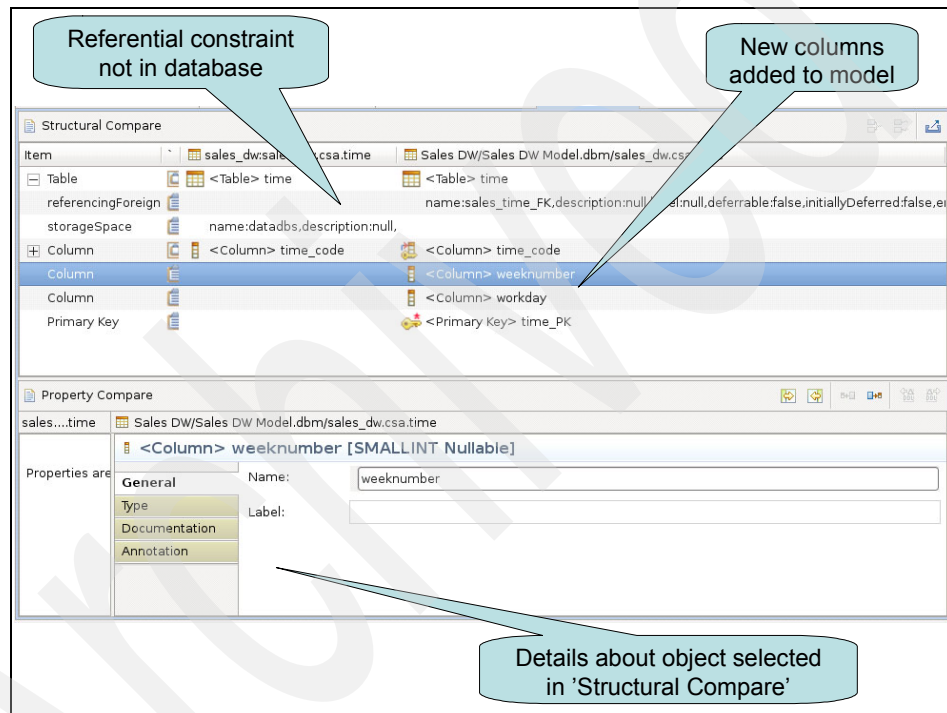 Referential constraint
not in database
New columns
added to model
Structural Compare
Item sales_dw:sale .csa.time Sales DW/Sales DW Model.dbm/sales_dw.csa
Table <Table> time <Table> time
referencingForeign name:sales_time_FK,description:null, :null,deferrable:false,initiallyDeferred:false,e
storageSpace name:datadbs,description:null,
Column <Column> time_code <Column> time_code
Column <Column> weeknumber
Column <Column> workday
Primary Key <Primary Key> time_PK
Property Compare
sales....time Sales DW/Sales DW Model.dbm/sales_dw.csa.time
<Column> weeknumber [SMALLINT Nullable]
Properties are
General Name: weeknumber
Type Label:
Documentation
Annotation
Details about object selected
in ’Structural Compare’